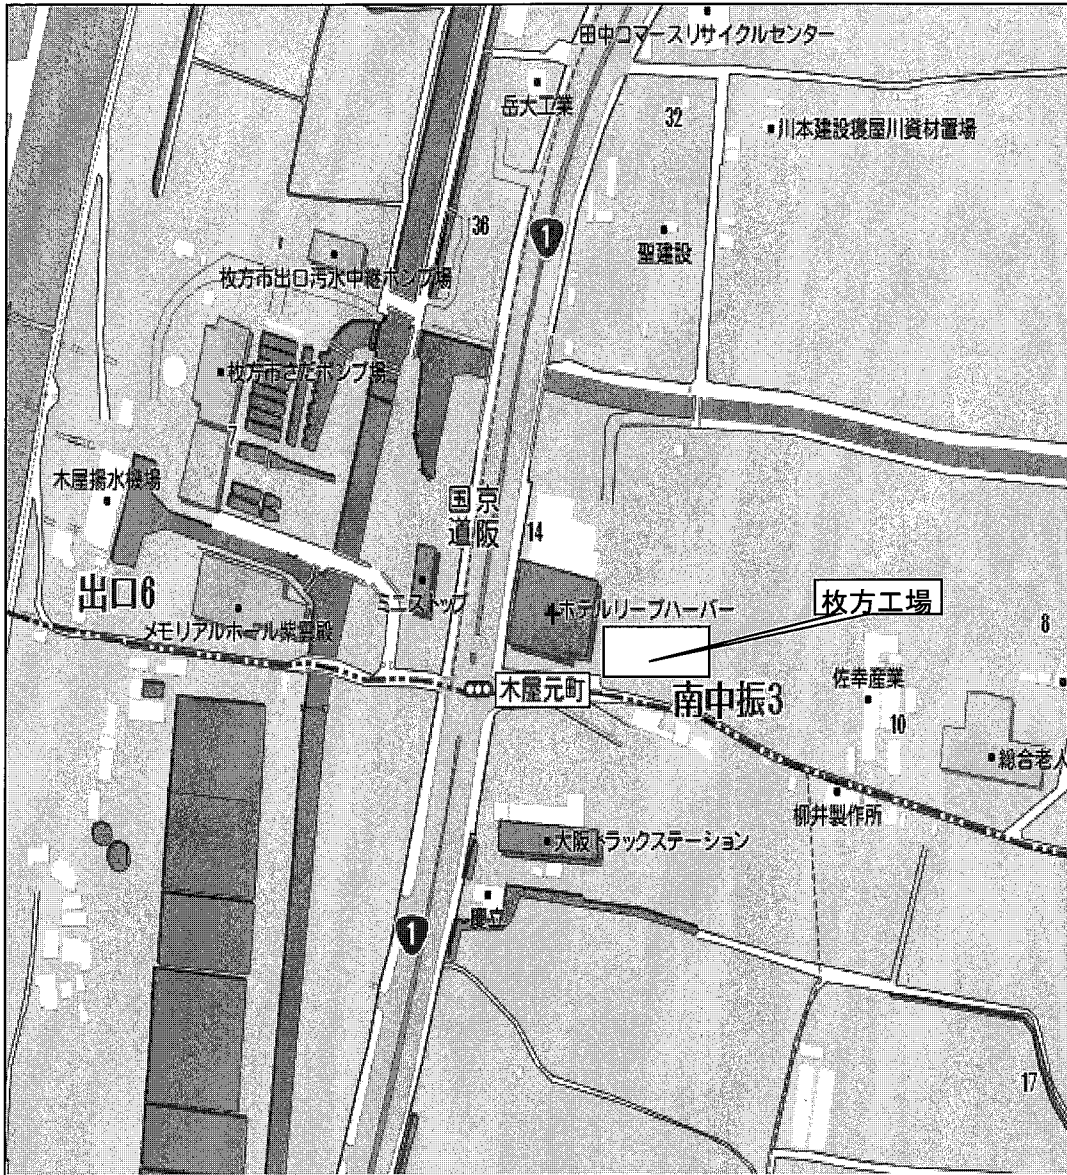 田中コマースリサイクルセンター
岳大工業
32
川本建設寝屋川資材置場
36
1
聖建設
枚方市出口汚水中継ポンプ場
枚方市さだポンプ場
7
木屋揚水機場
国道
京阪
14
出口6
ミニストップ
ホテルリープハーバー
枚方工場
メモリアルホール紫雲殿
8
木屋元町
南中振3
佐幸産業
10
総合老人
柳井製作所
大阪トラックステーション
慶立
1
17